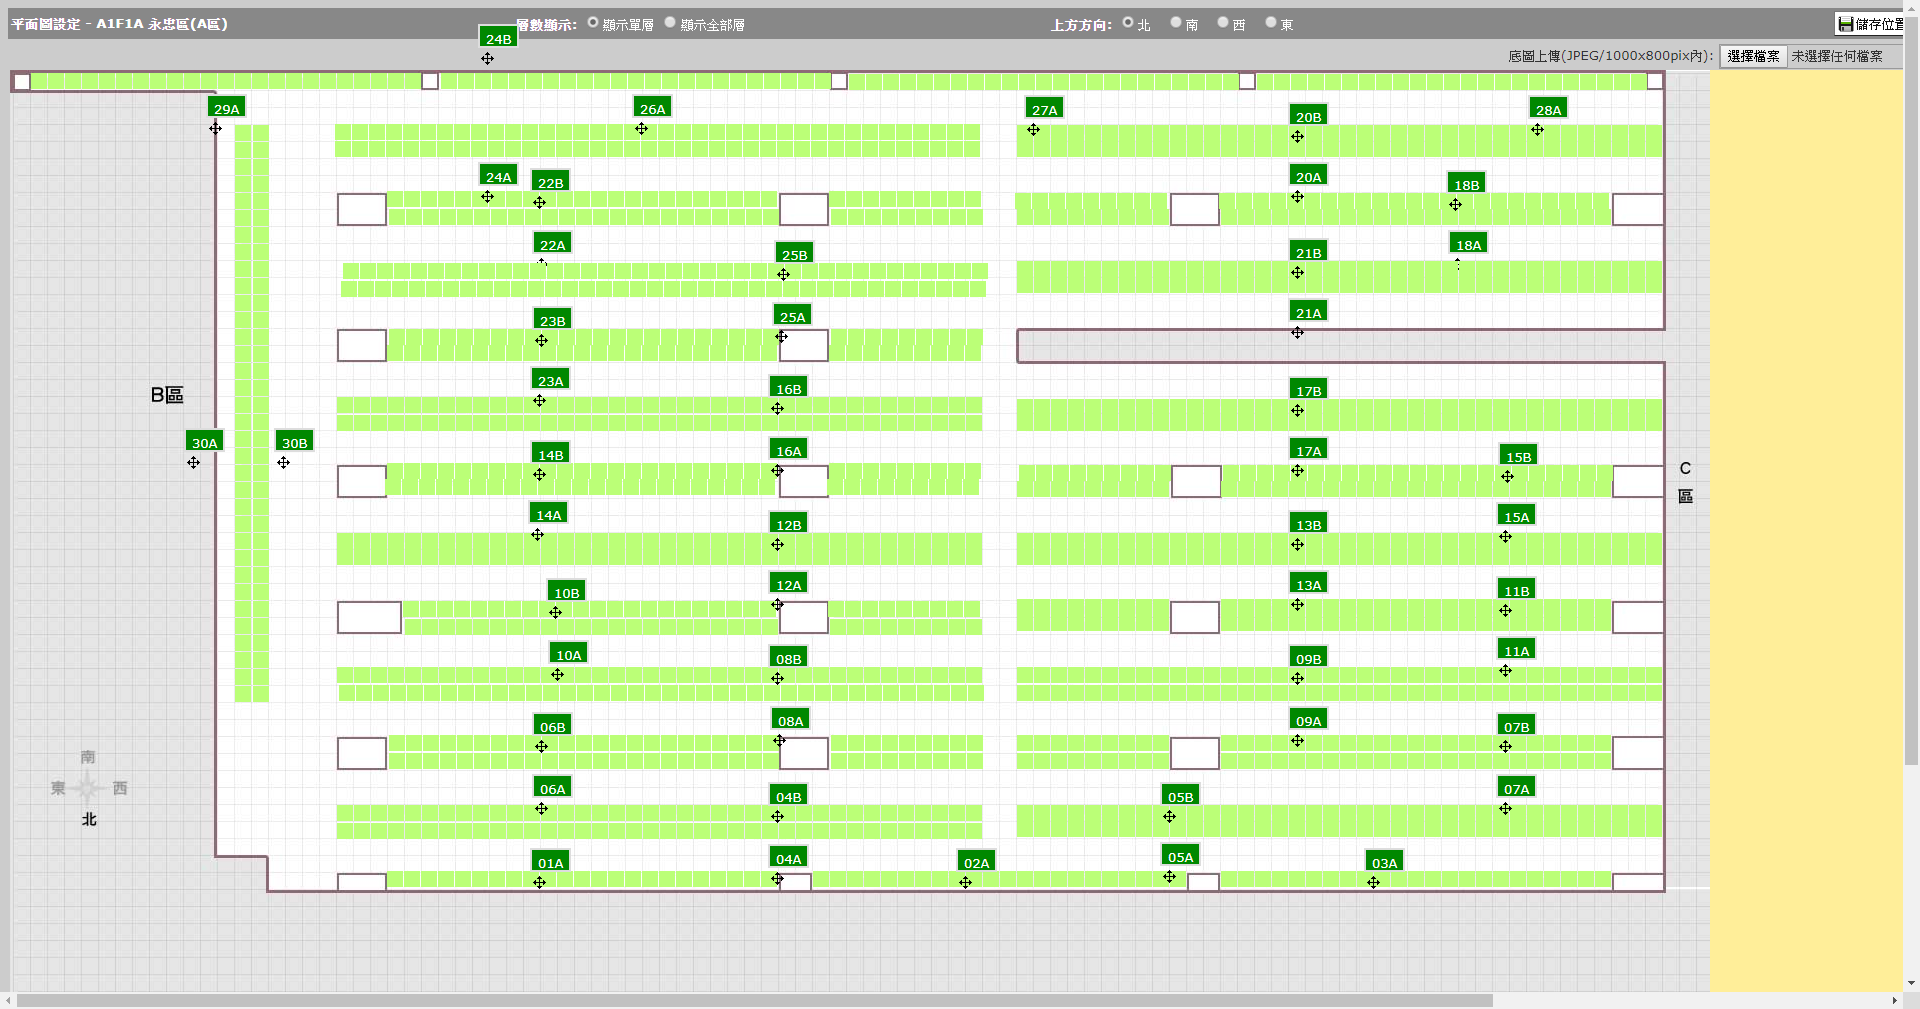 平面圖設定 - A1F1A 永忠區(A區)
層數顯示: 顯示單層 顯示全部層
上方方向: 北 南 西 東
儲存位置
底圖上傳(JPEG/1000x800pix內): 選擇檔案 未選擇任何檔案
24B
29A 26A 27A 20B 28A
24A 22B 20A 18B
22A 25B 21B 18A
23B 25A 21A
23A 16B 17B
B區
30A 30B
14B 16A 17A 15B
C
區
14A 12B 13B 15A
10B 12A 13A 11B
10A 08B 09B 11A
06B 08A 09A 07B
南
東 西
北
06A 04B 05B 07A
01A 04A 02A 05A 03A